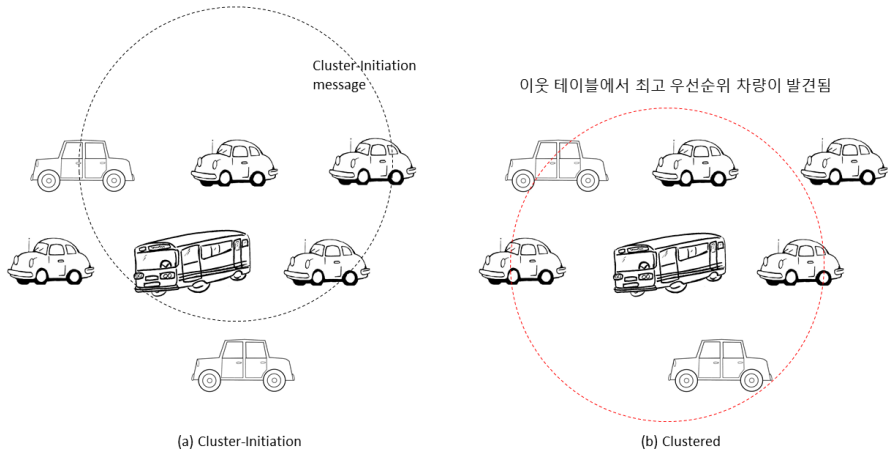 Cluster-Initiation
message
이웃 테이블에서 최고 우선순위 차량이 발견됨
(a) Cluster-Initiation
(b) Clustered